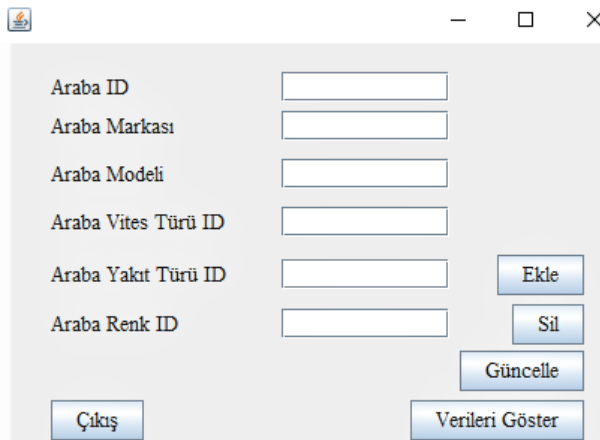 Araba ID
Araba Markası
Araba Modeli
Araba Vites Türü ID
Araba Yakıt Türü ID
Ekle
Araba Renk ID
Sil
Güncelle
Çıkış
Verileri Göster